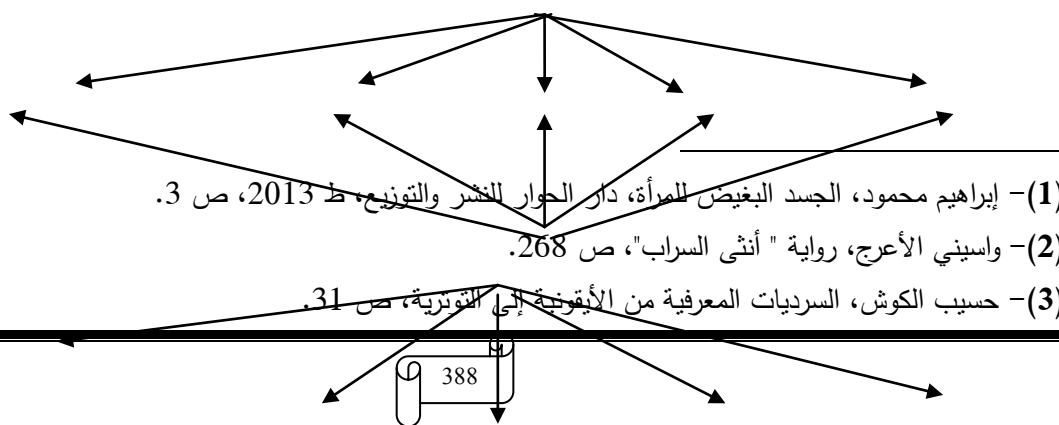 (1)- إبراهيم محمود، الجسد البغيض للمرأة، دار الحوار للنشر والتوزيع، ط 2013، ص 3.
(2)- واسيني الأعرج، رواية " أنثى السراب"، ص 268.
(3)- حسيب الكوش، السرديات المعرفية من الأيقونية إلى التوترية، ص 31.
388